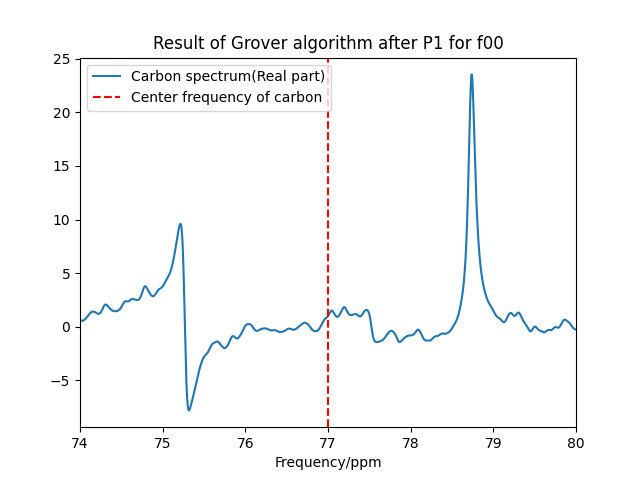 Result of Grover algorithm after P1 for f00
Carbon spectrum(Real part)
Center frequency of carbon
25
20
15
10
5
0
−5
74 75 76 77 78 79 80
Frequency/ppm